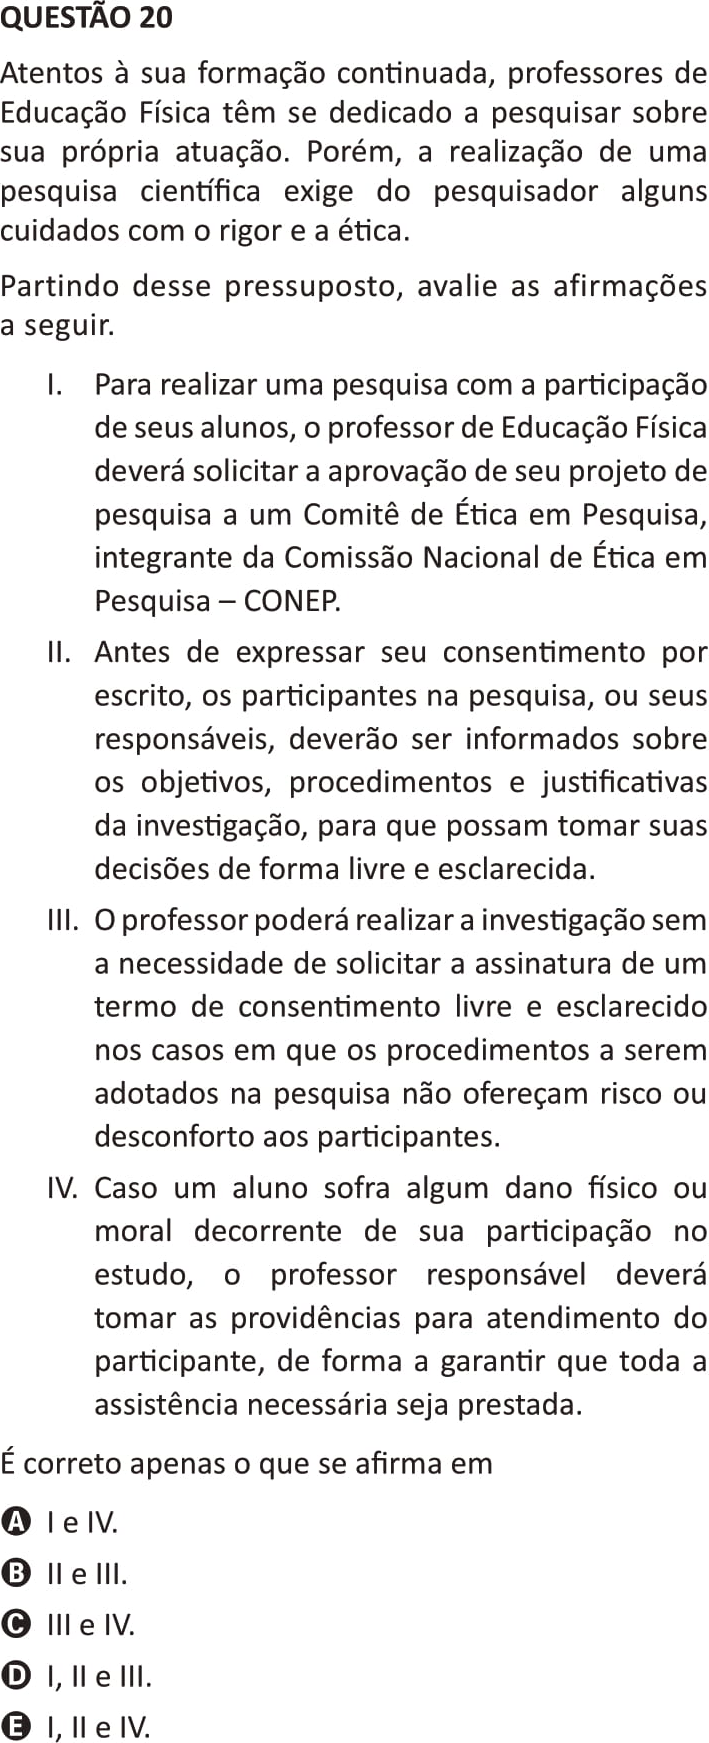 QUESTÃO 20
Atentos à sua formação continuada, professores de
Educação Física têm se dedicado a pesquisar sobre
sua própria atuação. Porém, a realização de uma
pesquisa científica exige do pesquisador alguns
cuidados com o rigor e a ética.
Partindo desse pressuposto, avalie as afirmações
a seguir.
I. Para realizar uma pesquisa com a participação
de seus alunos, o professor de Educação Física
deverá solicitar a aprovação de seu projeto de
pesquisa a um Comitê de Ética em Pesquisa,
integrante da Comissão Nacional de Ética em
Pesquisa – CONEP.
II. Antes de expressar seu consentimento por
escrito, os participantes na pesquisa, ou seus
responsáveis, deverão ser informados sobre
os objetivos, procedimentos e justificativas
da investigação, para que possam tomar suas
decisões de forma livre e esclarecida.
III. O professor poderá realizar a investigação sem
a necessidade de solicitar a assinatura de um
termo de consentimento livre e esclarecido
nos casos em que os procedimentos a serem
adotados na pesquisa não ofereçam risco ou
desconforto aos participantes.
IV. Caso um aluno sofra algum dano físico ou
moral decorrente de sua participação no
estudo, o professor responsável deverá
tomar as providências para atendimento do
participante, de forma a garantir que toda a
assistência necessária seja prestada.
É correto apenas o que se afirma em
A I e IV.
B II e III.
C III e IV.
D I, II e III.
E I, II e IV.